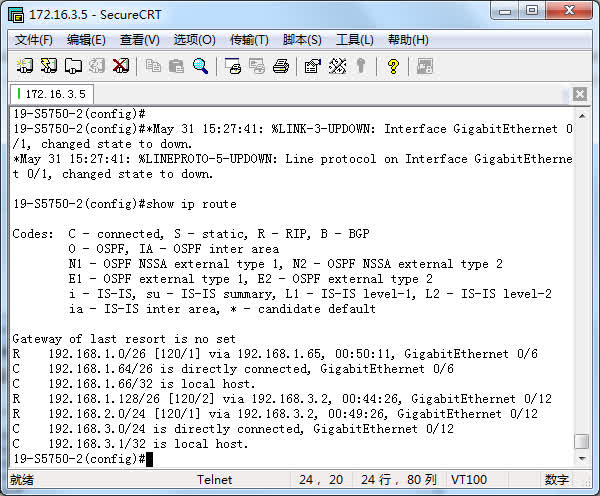 172.16.3.5 - SecureCRT
文件(F) 编辑(E) 查看(V) 选项(O) 传输(T) 脚本(S) 工具(L) 帮助(H)
172.16.3.5
19-S5750-2(config)#
19-S5750-2(config)#*May 31 15:27:41: %LINK-3-UPDOWN: Interface GigabitEthernet 0
/1, changed state to down.
*May 31 15:27:41: %LINEPROTO-5-UPDOWN: Line protocol on Interface GigabitEtherne
t 0/1, changed state to down.
19-S5750-2(config)#show ip route
Codes: C - connected, S - static, R - RIP, B - BGP
O - OSPF, IA - OSPF inter area
N1 - OSPF NSSA external type 1, N2 - OSPF NSSA external type 2
E1 - OSPF external type 1, E2 - OSPF external type 2
i - IS-IS, su - IS-IS summary, L1 - IS-IS level-1, L2 - IS-IS level-2
ia - IS-IS inter area, * - candidate default
Gateway of last resort is no set
R 192.168.1.0/26 [120/1] via 192.168.1.65, 00:50:11, GigabitEthernet 0/6
C 192.168.1.64/26 is directly connected, GigabitEthernet 0/6
C 192.168.1.66/32 is local host.
R 192.168.1.128/26 [120/2] via 192.168.3.2, 00:44:26, GigabitEthernet 0/12
R 192.168.2.0/24 [120/1] via 192.168.3.2, 00:49:26, GigabitEthernet 0/12
C 192.168.3.0/24 is directly connected, GigabitEthernet 0/12
C 192.168.3.1/32 is local host.
19-S5750-2(config)#
就绪 Telnet 24, 20 24 行, 80 列 VT100 数字